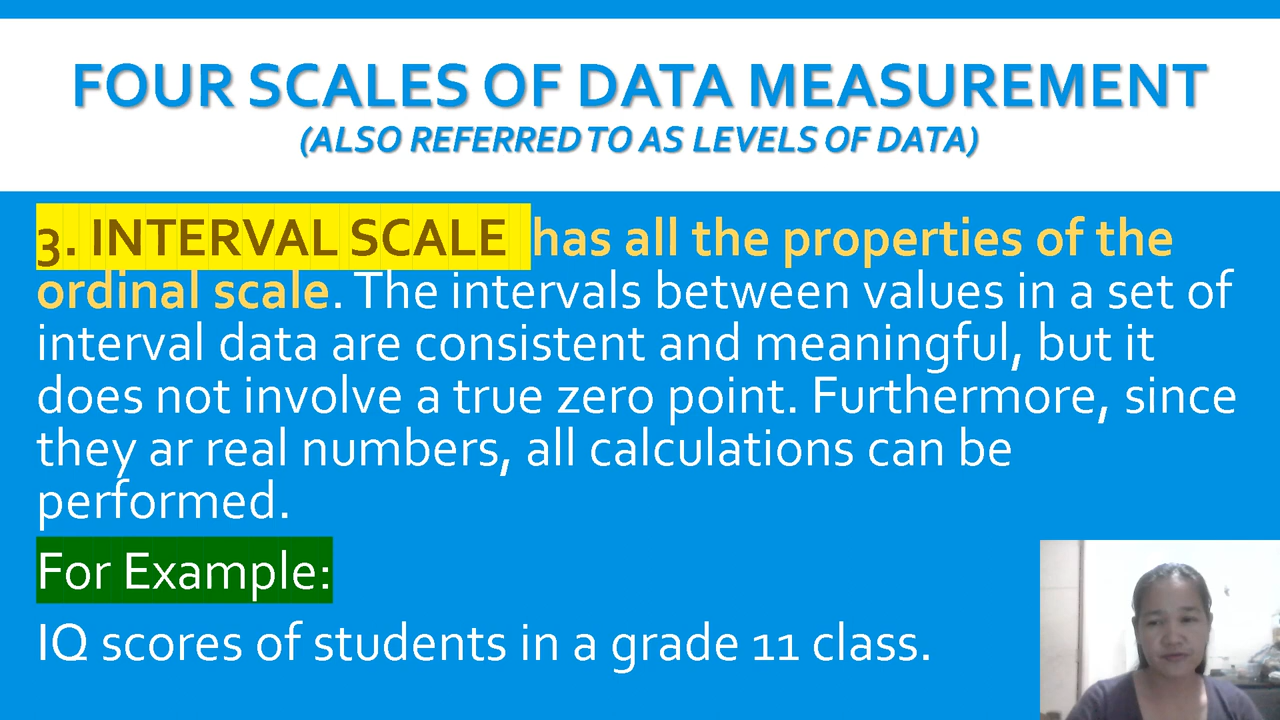 FOUR SCALES OF DATA MEASUREMENT
(ALSO REFERRED TO AS LEVELS OF DATA)
3. INTERVAL SCALE has all the properties of the
ordinal scale. The intervals between values in a set of
interval data are consistent and meaningful, but it
does not involve a true zero point. Furthermore, since
they ar real numbers, all calculations can be
performed.
For Example:
IQ scores of students in a grade 11 class.